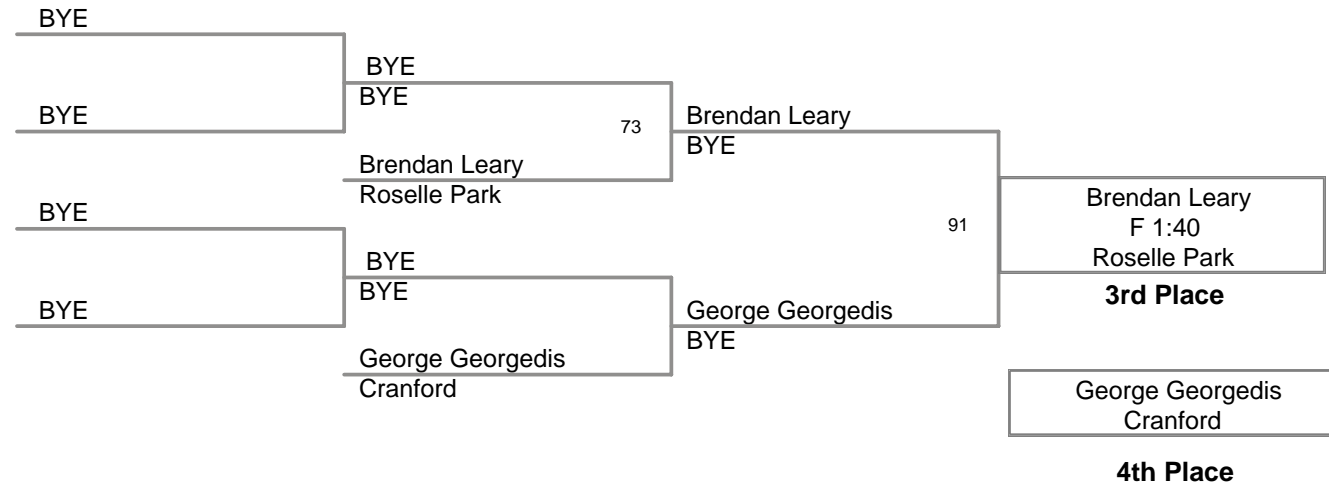 BYE
BYE
BYE
BYE
73
Brendan Leary
Roselle Park
Brendan Leary
BYE
BYE
BYE
BYE
BYE
George Georgedis
Cranford
George Georgedis
BYE
91
Brendan Leary
F 1:40
Roselle Park
3rd Place
George Georgedis
Cranford
4th Place